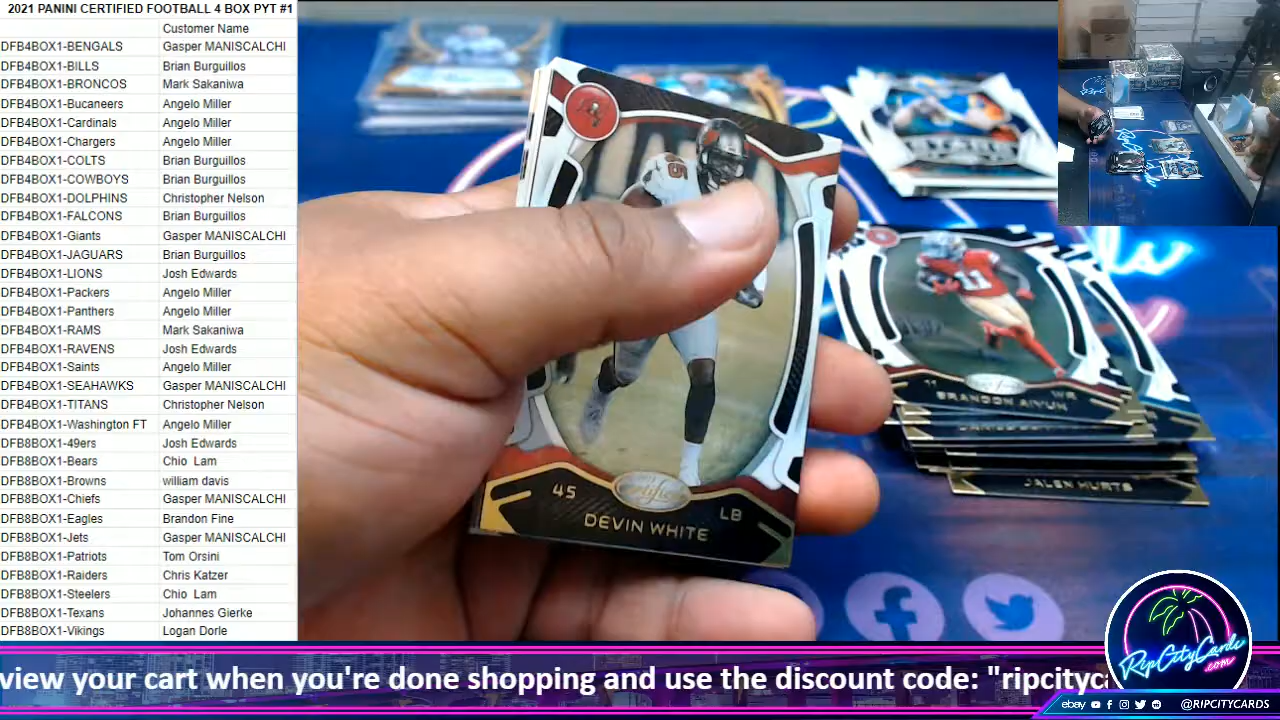 2021 PANINI CERTIFIED FOOTBALL 4 BOX PYT #1
Customer Name
DFB4BOX1-BENGALS Gasper MANISCALCHI
DFB4BOX1-BILLS Brian Burguillos
DFB4BOX1-BRONCOS Mark Sakaniwa
DFB4BOX1-Bucaneers Angelo Miller
DFB4BOX1-Cardinals Angelo Miller
DFB4BOX1-Chargers Angelo Miller
DFB4BOX1-COLTS Brian Burguillos
DFB4BOX1-COWBOYS Brian Burguillos
DFB4BOX1-DOLPHINS Christopher Nelson
DFB4BOX1-FALCONS Brian Burguillos
DFB4BOX1-Giants Gasper MANISCALCHI
DFB4BOX1-JAGUARS Brian Burguillos
DFB4BOX1-LIONS Josh Edwards
DFB4BOX1-Packers Angelo Miller
DFB4BOX1-Panthers Angelo Miller
DFB4BOX1-RAMS Mark Sakaniwa
DFB4BOX1-RAVENS Josh Edwards
DFB4BOX1-Saints Angelo Miller
DFB4BOX1-SEAHAWKS Gasper MANISCALCHI
DFB4BOX1-TITANS Christopher Nelson
DFB4BOX1-Washington FT Angelo Miller
DFB8BOX1-49ers Josh Edwards
DFB8BOX1-Bears Chio Lam
DFB8BOX1-Browns william davis
DFB8BOX1-Chiefs Gasper MANISCALCHI
DFB8BOX1-Eagles Brandon Fine
DFB8BOX1-Jets Gasper MANISCALCHI
DFB8BOX1-Patriots Tom Orsini
DFB8BOX1-Raiders Chris Katzer
DFB8BOX1-Steelers Chio Lam
DFB8BOX1-Texans Johannes Gierke
DFB8BOX1-Vikings Logan Dorle
45 Certified LB
DEVIN WHITE
11 WR
BRANDON AIYUK
JALEN HURTS
RipCityCards
.com
view your cart when you're done shopping and use the discount code: "ripcityca
ebay @RIPCITYCARDS